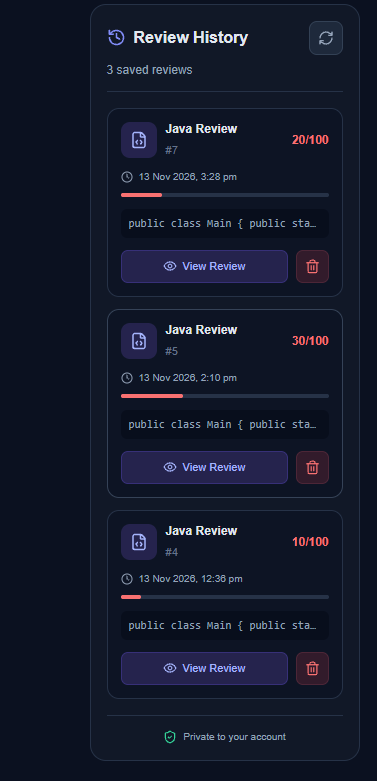 Review History
3 saved reviews
Java Review
20/100
#7
13 Nov 2026, 3:28 pm
public class Main { public sta…
View Review
Java Review
30/100
#5
13 Nov 2026, 2:10 pm
public class Main { public sta…
View Review
Java Review
10/100
#4
13 Nov 2026, 12:36 pm
public class Main { public sta…
View Review
Private to your account